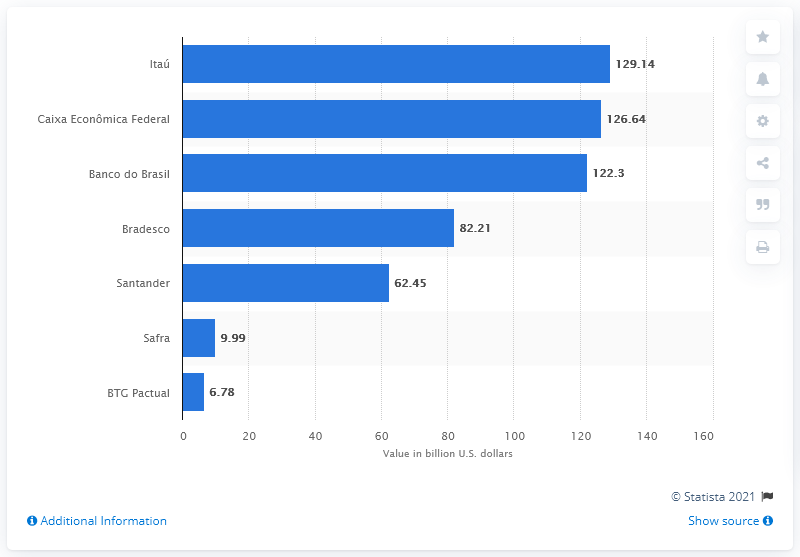 Itaú 129.14
Caixa Econômica Federal 126.64
Banco do Brasil 122.3
Bradesco 82.21
Santander 62.45
Safra 9.99
BTG Pactual 6.78
0 20 40 60 80 100 120 140 160
Value in billion U.S. dollars
© Statista 2021
Additional Information Show source